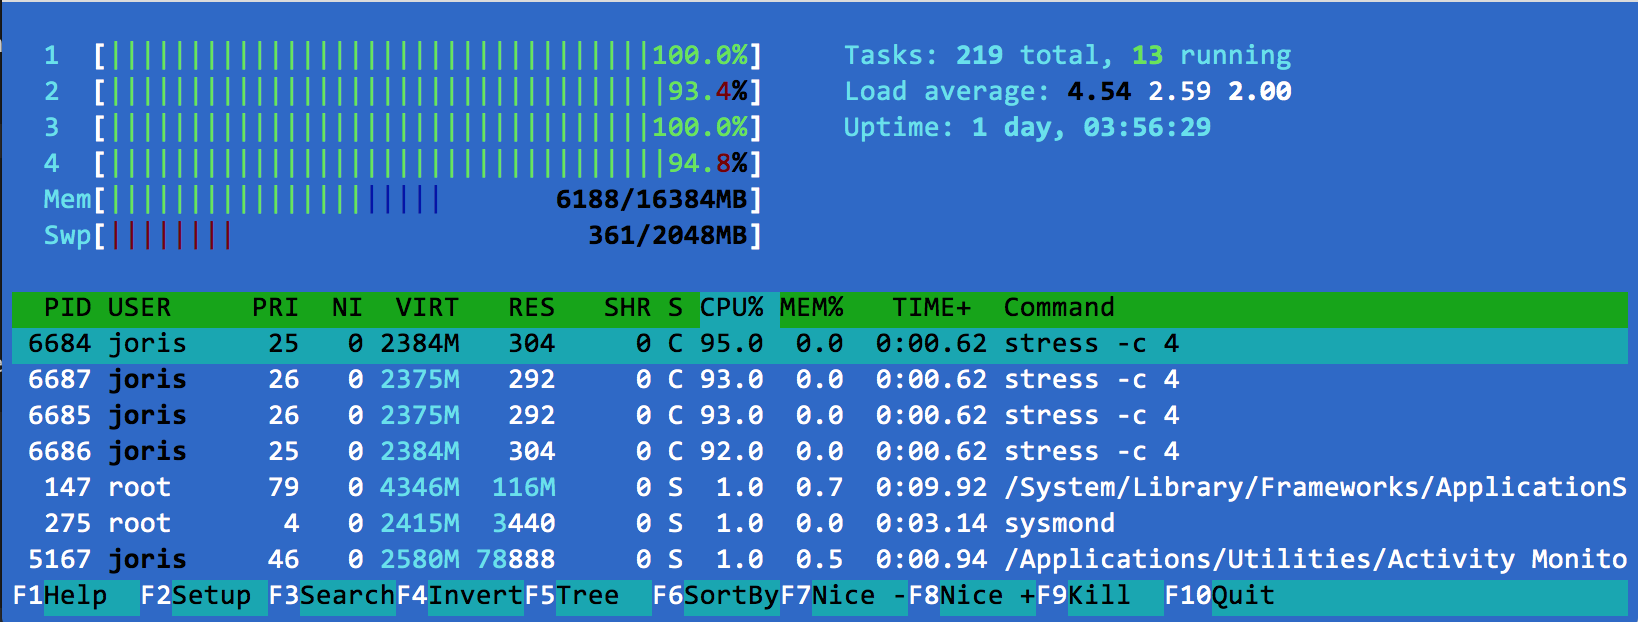 1 [||||||||||||||||||||||||||||||||||100.0%] Tasks: 219 total, 13 running
2 [|||||||||||||||||||||||||||||||||||93.4%] Load average: 4.54 2.59 2.00
3 [||||||||||||||||||||||||||||||||||100.0%] Uptime: 1 day, 03:56:29
4 [|||||||||||||||||||||||||||||||||||94.8%]
Mem[||||||||||||||||||||| 6188/16384MB]
Swp[|||||||| 361/2048MB]
PID USER PRI NI VIRT RES SHR S CPU% MEM% TIME+ Command
6684 joris 25 0 2384M 304 0 C 95.0 0.0 0:00.62 stress -c 4
6687 joris 26 0 2375M 292 0 C 93.0 0.0 0:00.62 stress -c 4
6685 joris 26 0 2375M 292 0 C 93.0 0.0 0:00.62 stress -c 4
6686 joris 25 0 2384M 304 0 C 92.0 0.0 0:00.62 stress -c 4
147 root 79 0 4346M 116M 0 S 1.0 0.7 0:09.92 /System/Library/Frameworks/ApplicationS
275 root 4 0 2415M 3440 0 S 1.0 0.0 0:03.14 sysmond
5167 joris 46 0 2580M 78888 0 S 1.0 0.5 0:00.94 /Applications/Utilities/Activity Monito
F1Help F2Setup F3SearchF4InvertF5Tree F6SortByF7Nice -F8Nice +F9Kill F10Quit